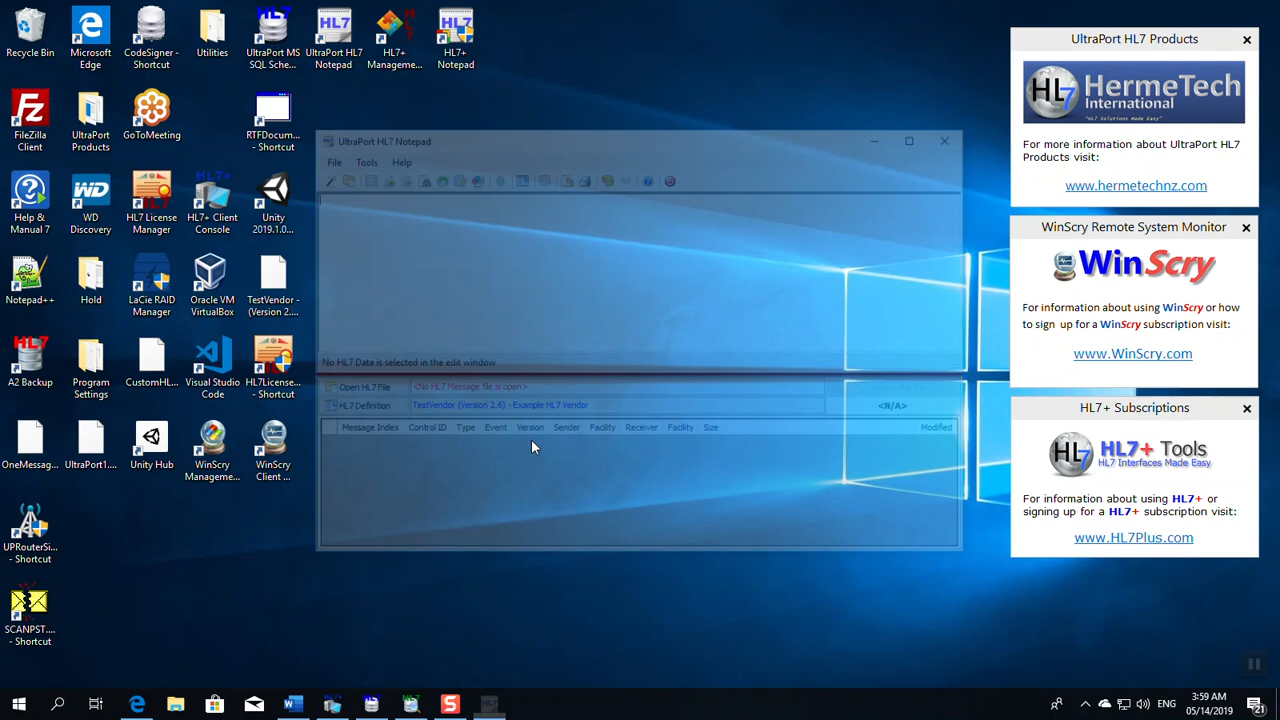 Recycle Bin
Microsoft Edge
CodeSigner - Shortcut
Utilities
UltraPort MS SQL Sche...
UltraPort HL7 Notepad
HL7+ Manageme...
HL7+ Notepad
FileZilla Client
UltraPort Products
GoToMeeting
RTFDocum... - Shortcut
Help & Manual 7
WD Discovery
HL7 License Manager
HL7+ Client Console
Unity 2019.1.0...
Notepad++
Hold
LaCie RAID Manager
Oracle VM VirtualBox
TestVendor - (Version 2....
A2 Backup
Program Settings
CustomHL...
Visual Studio Code
HL7License... - Shortcut
OneMessag...
UltraPort1....
Unity Hub
WinScry Manageme...
WinScry Client ...
UPRouterSi... - Shortcut
SCANPST.... - Shortcut
UltraPort HL7 Notepad
File Tools Help
No HL7 Data is selected in the edit window
Open HL7 File <No HL7 Message file is open>
HL7 Definition TestVendor (Version 2.6) - Example HL7 Vendor <N/A>
Message Index Control ID Type Event Version Sender Facility Receiver Facility Size Modified
UltraPort HL7 Products
HL7 HermeTech
International
"HL7 Solutions Made Easy"
For more information about UltraPort HL7
Products visit:
www.hermetechnz.com
WinScry Remote System Monitor
WinScry
For information about using WinScry or how
to sign up for a WinScry subscription visit:
www.WinScry.com
HL7+ Subscriptions
HL7 HL7+ Tools
HL7 Interfaces Made Easy
For information about using HL7+ or
signing up for a HL7+ subscription visit:
www.HL7Plus.com
ENG
3:59 AM
05/14/2019
21